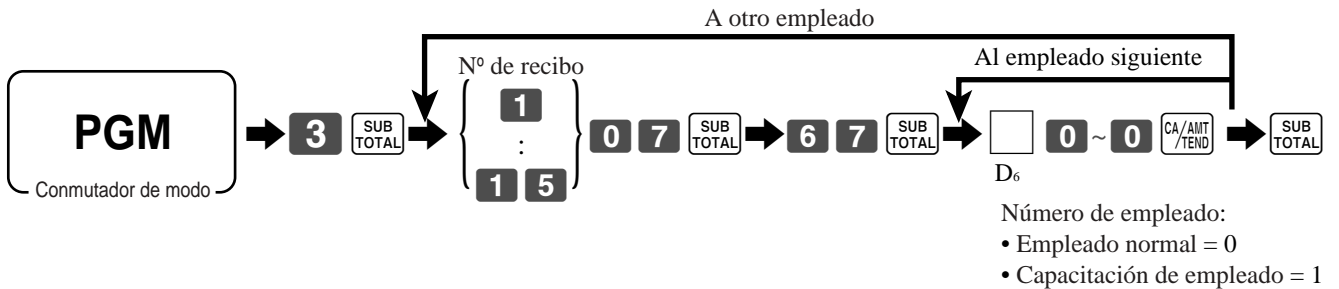 A otro empleado
Al empleado siguiente
Nº de recibo
PGM
Conmutador de modo
3 SUB TOTAL
1
:
1 5
0 7 SUB TOTAL
6 7 SUB TOTAL
0 ~ 0 CA/AMT /TEND
SUB TOTAL
D6
Número de empleado:
• Empleado normal = 0
• Capacitación de empleado = 1